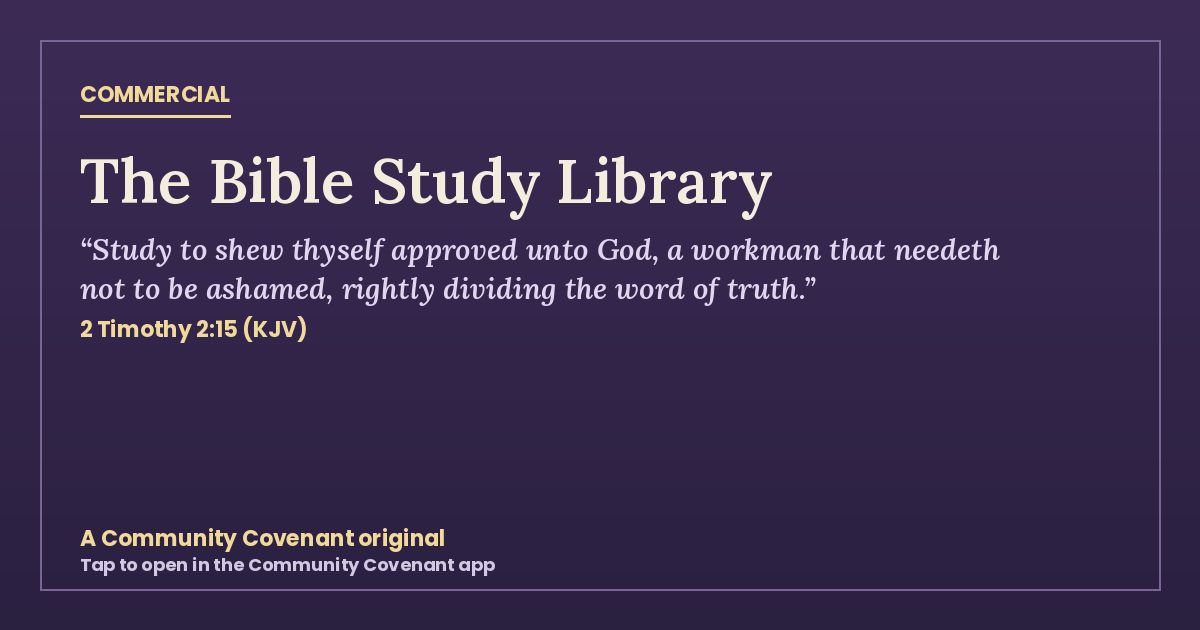 COMMERCIAL
The Bible Study Library
“Study to shew thyself approved unto God, a workman that needeth
not to be ashamed, rightly dividing the word of truth.”
2 Timothy 2:15 (KJV)
A Community Covenant original
Tap to open in the Community Covenant app